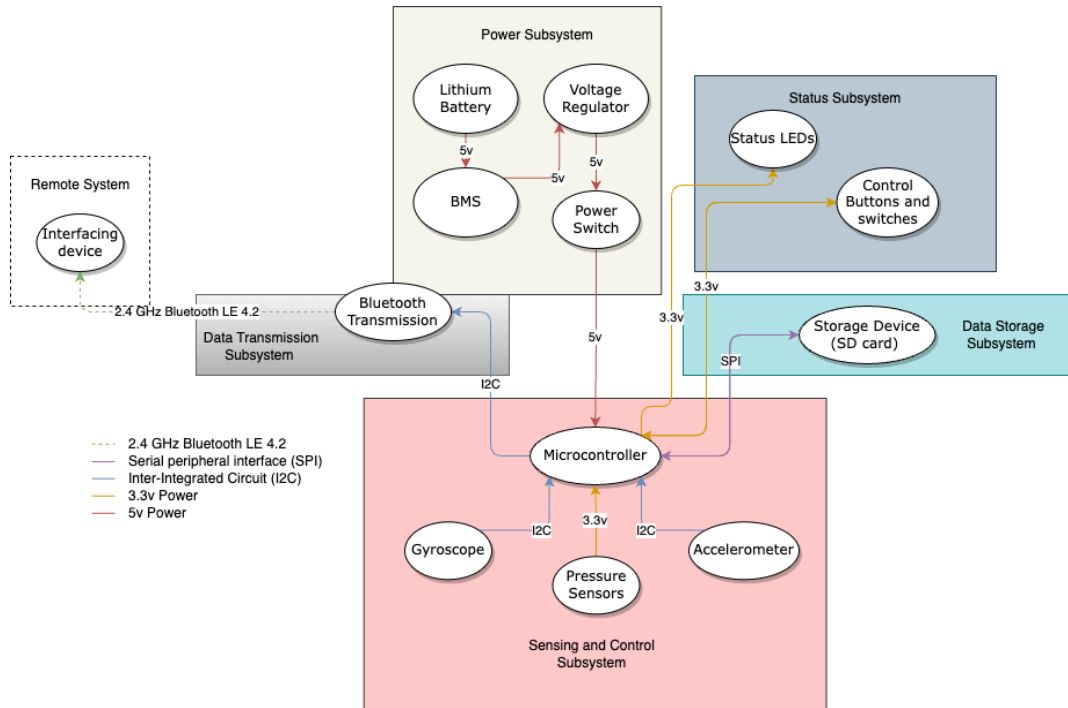 Power Subsystem
Lithium
Battery
Voltage
Regulator
5v
5v
5v
BMS
Power
Switch
Status Subsystem
Status LEDs
Control
Buttons and
switches
Remote System
Interfacing
device
2.4 GHz Bluetooth LE 4.2
Bluetooth
Transmission
Data Transmission
Subsystem
I2C
5v
3.3v
3.3v
SPI
Storage Device
(SD card)
Data Storage
Subsystem
2.4 GHz Bluetooth LE 4.2
Serial peripheral interface (SPI)
Inter-Integrated Circuit (I2C)
3.3v Power
5v Power
Microcontroller
I2C
3.3v
I2C
Gyroscope
Pressure
Sensors
Accelerometer
Sensing and Control
Subsystem